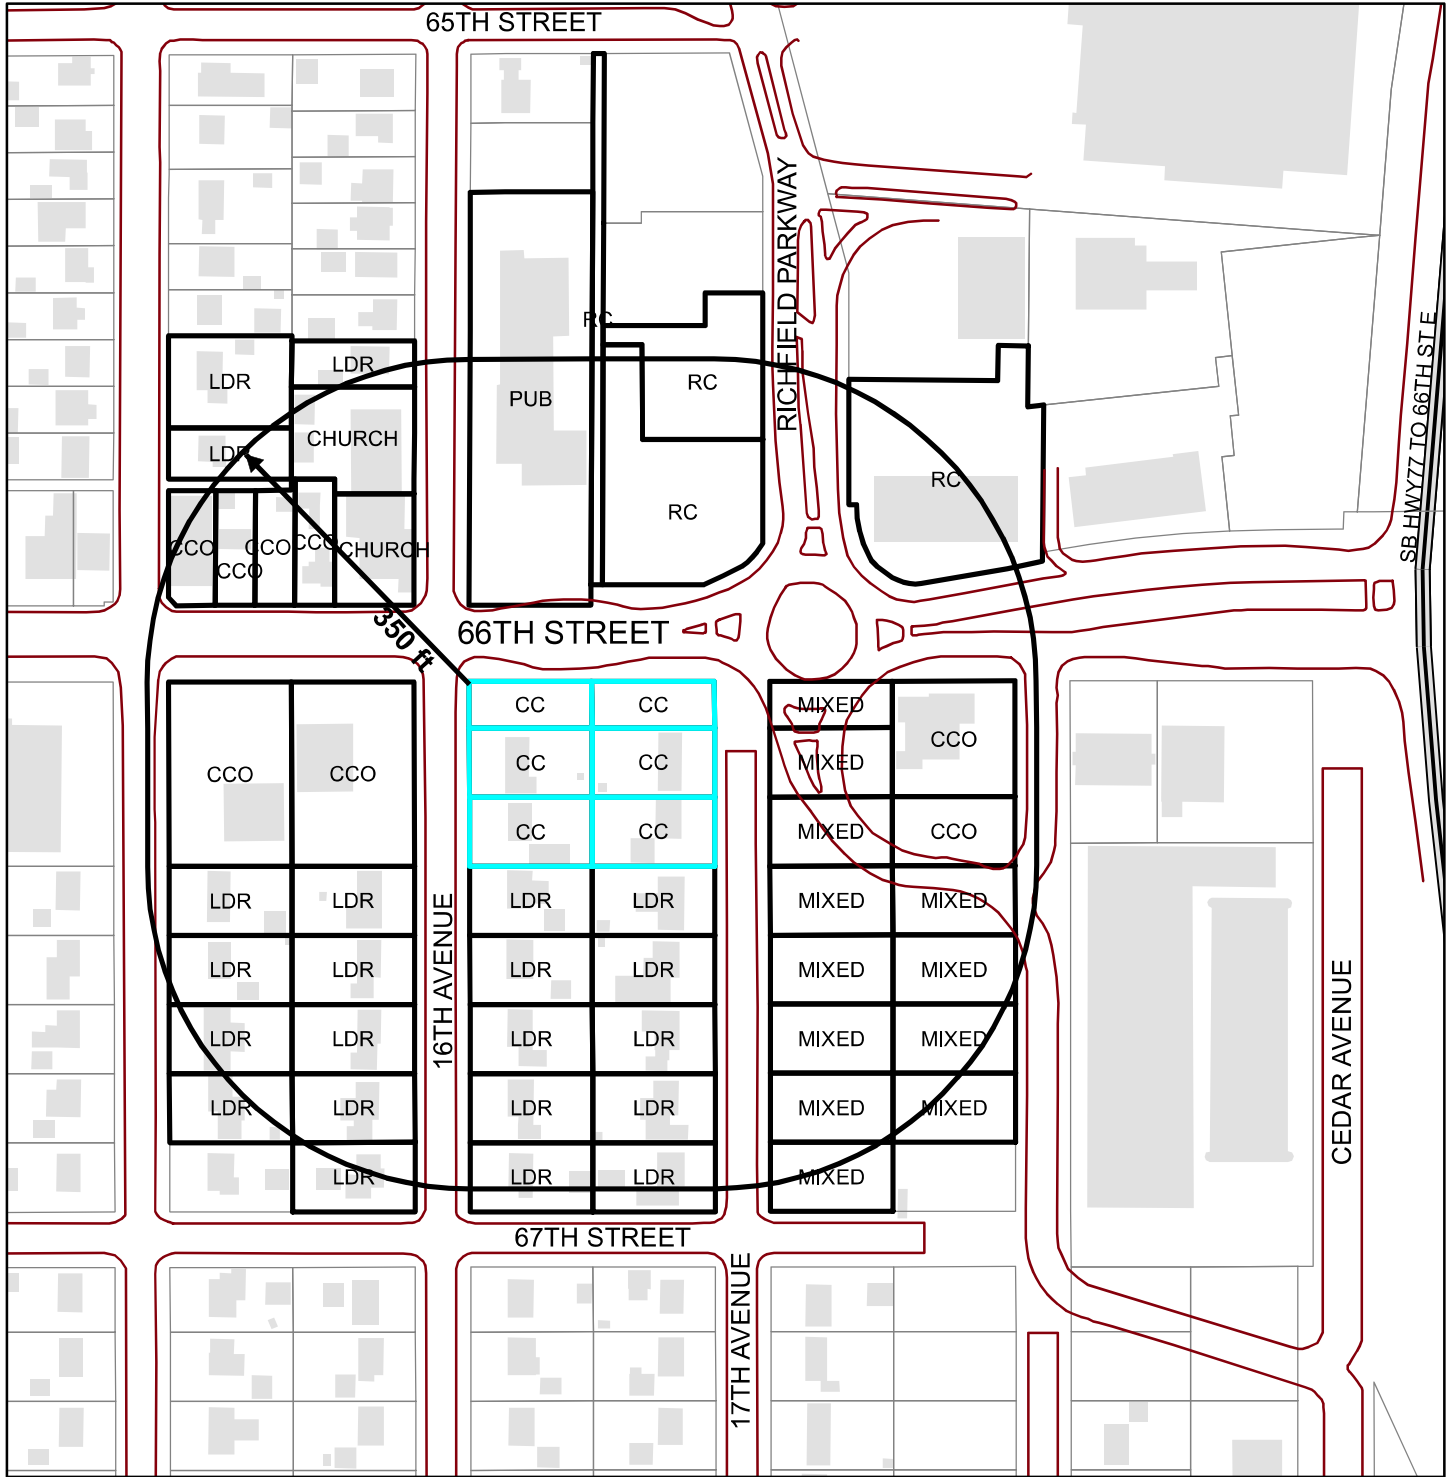 65TH STREET
RICHFIELD PARKWAY
SB HWY77 TO 66TH ST E
RC
LDR
LDR
RC
PUB
LDR
CHURCH
RC
RC
CCO
CCO
CCO
CCO
CHURCH
350 ft
66TH STREET
CC
CC
MIXED
CCO
CCO
CCO
CC
CC
MIXED
CC
CC
MIXED
CCO
LDR
LDR
LDR
LDR
MIXED
MIXED
16TH AVENUE
LDR
LDR
LDR
LDR
MIXED
MIXED
CEDAR AVENUE
LDR
LDR
LDR
LDR
MIXED
MIXED
LDR
LDR
LDR
LDR
MIXED
MIXED
LDR
LDR
LDR
MIXED
67TH STREET
17TH AVENUE